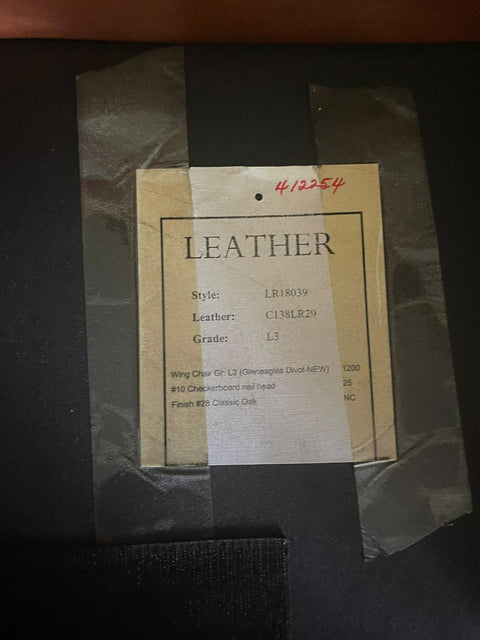 412254
LEATHER
Style: LR18039
Leather: C138LR29
Grade: L3
Wing Chair Gr: L3 (Glneagles Divot-NEW) 1200
#10 Checkerboard nail head 25
Finish #28 Classic Oak NC